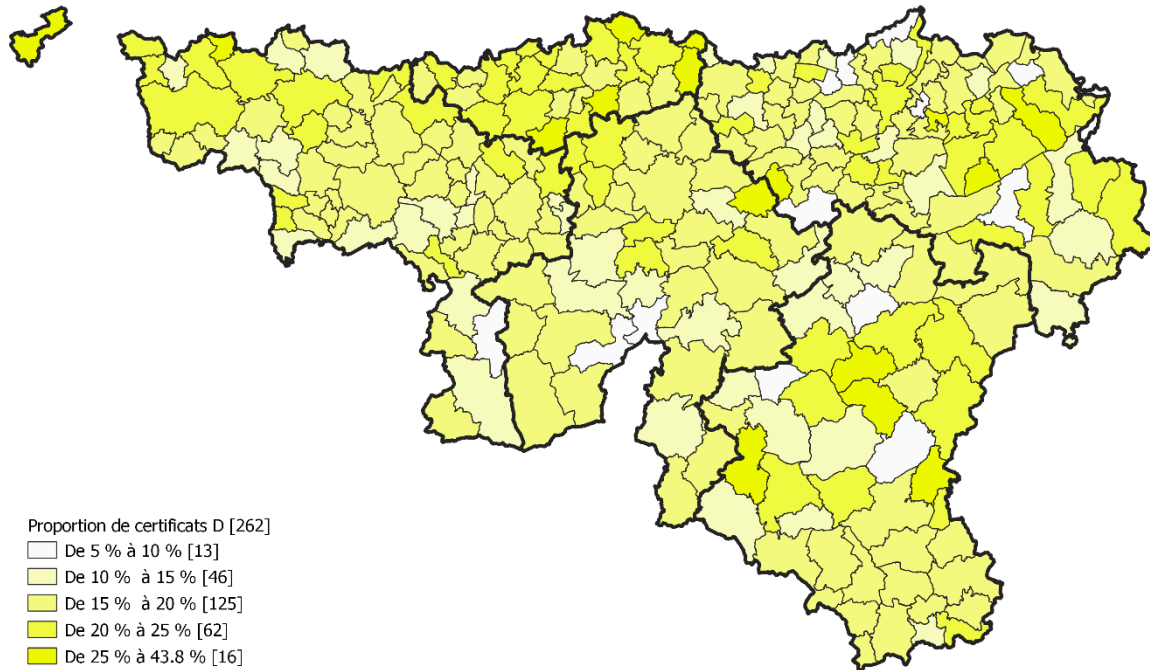 Proportion de certificats D [262]
De 5 % à 10 % [13]
De 10 % à 15 % [46]
De 15 % à 20 % [125]
De 20 % à 25 % [62]
De 25 % à 43.8 % [16]